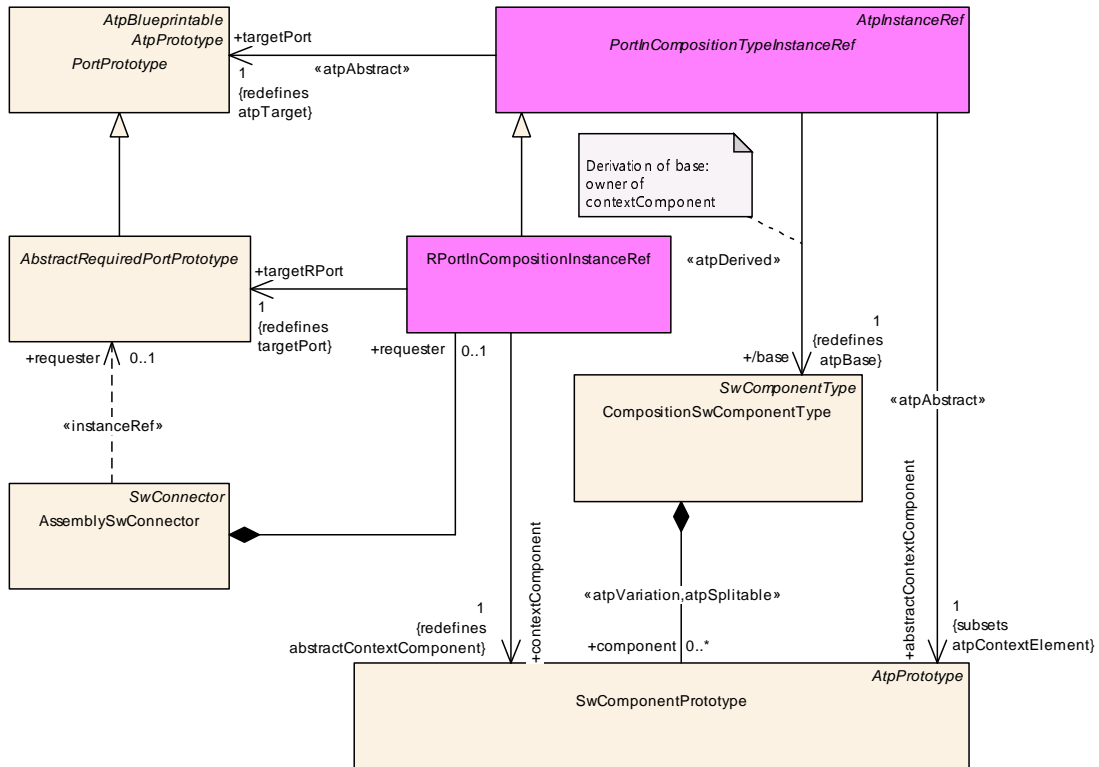 AtpBlueprintable
AtpPrototype
PortPrototype
+targetPort
1
{redefines
atpTarget}
«atpAbstract»
AtpInstanceRef
PortInCompositionTypeInstanceRef
Derivation of base:
owner of
contextComponent
«atpDerived»
AbstractRequiredPortPrototype
+targetRPort
1
{redefines
targetPort}
RPortInCompositionInstanceRef
+requester
0..1
+requester
0..1
1
{redefines
atpBase}
+/base
«instanceRef»
SwComponentType
CompositionSwComponentType
«atpAbstract»
SwConnector
AssemblySwConnector
+contextComponent
«atpVariation,atpSplitable»
+abstractContextComponent
1
{redefines
abstractContextComponent}
+component
0..*
1
{subsets
atpContextElement}
AtpPrototype
SwComponentPrototype